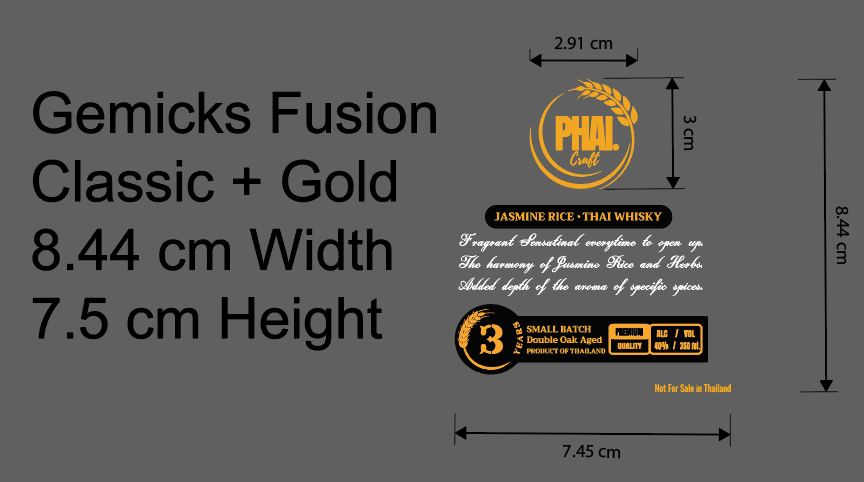 Gemicks Fusion
Classic + Gold
8.44 cm Width
7.5 cm Height
2.91 cm
3 cm
8.44 cm
PHAI.
Craft
JASMINE RICE • THAI WHISKY
Fragrant Sensutinal everytime to open up.
The harmony of Jusmine Rice and Herbs.
Added depth of the aroma of specific spices.
3
YEARS
SMALL BATCH
Double Oak Aged
PRODUCT OF THAILAND
PREMIUM
QUALITY
ALC / VOL
40% / 350 ml.
Not For Sale in Thailand
7.45 cm